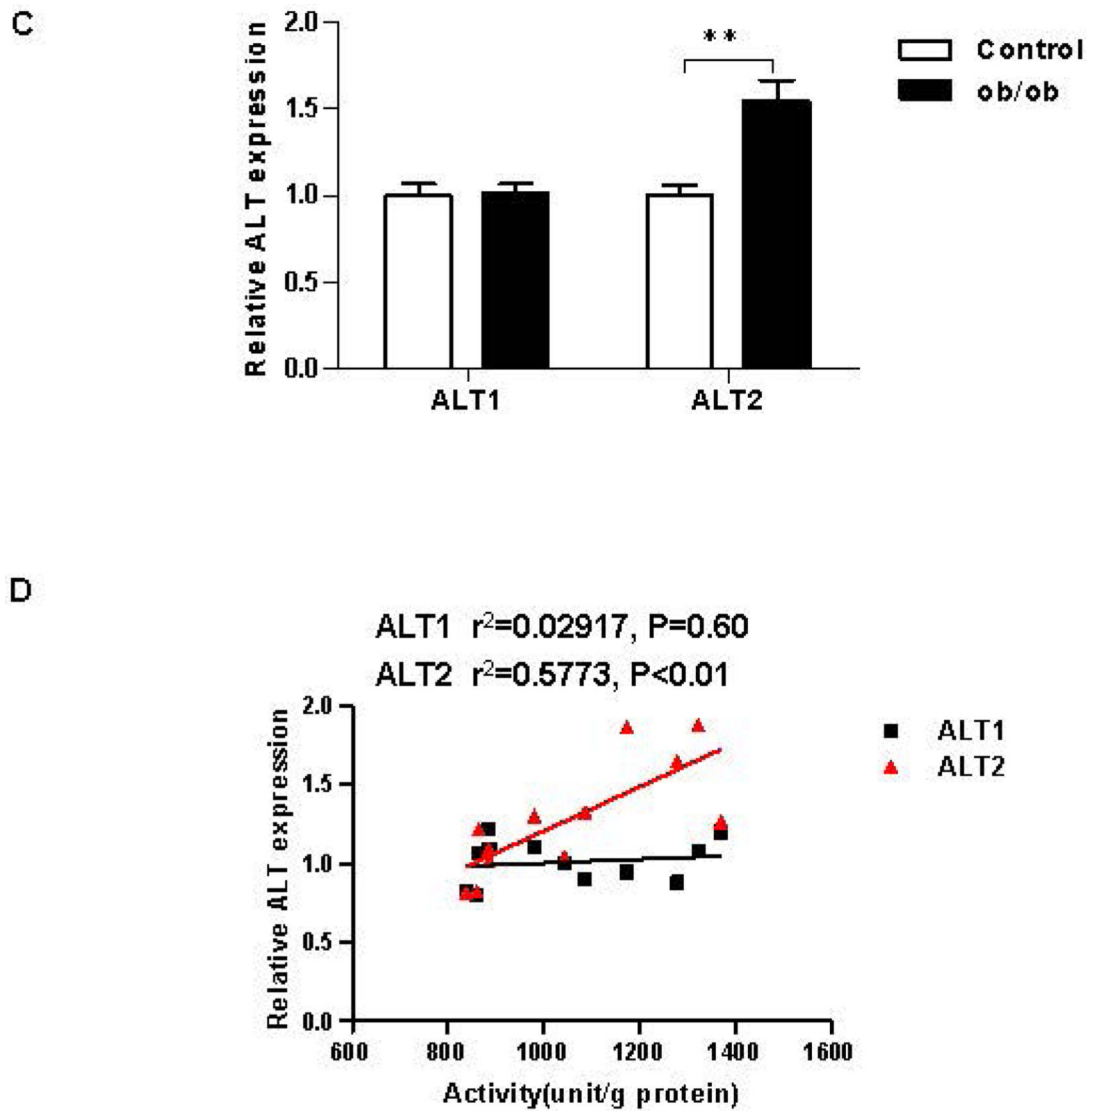 C
2.0
1.5
1.0
0.5
0.0
Relative ALT expression
**
Control
ob/ob
ALT1 ALT2
D
ALT1 r²=0.02917, P=0.60
ALT2 r²=0.5773, P<0.01
2.0
1.5
1.0
0.5
0.0
Relative ALT expression
ALT1
ALT2
600 800 1000 1200 1400 1600
Activity(unit/g protein)